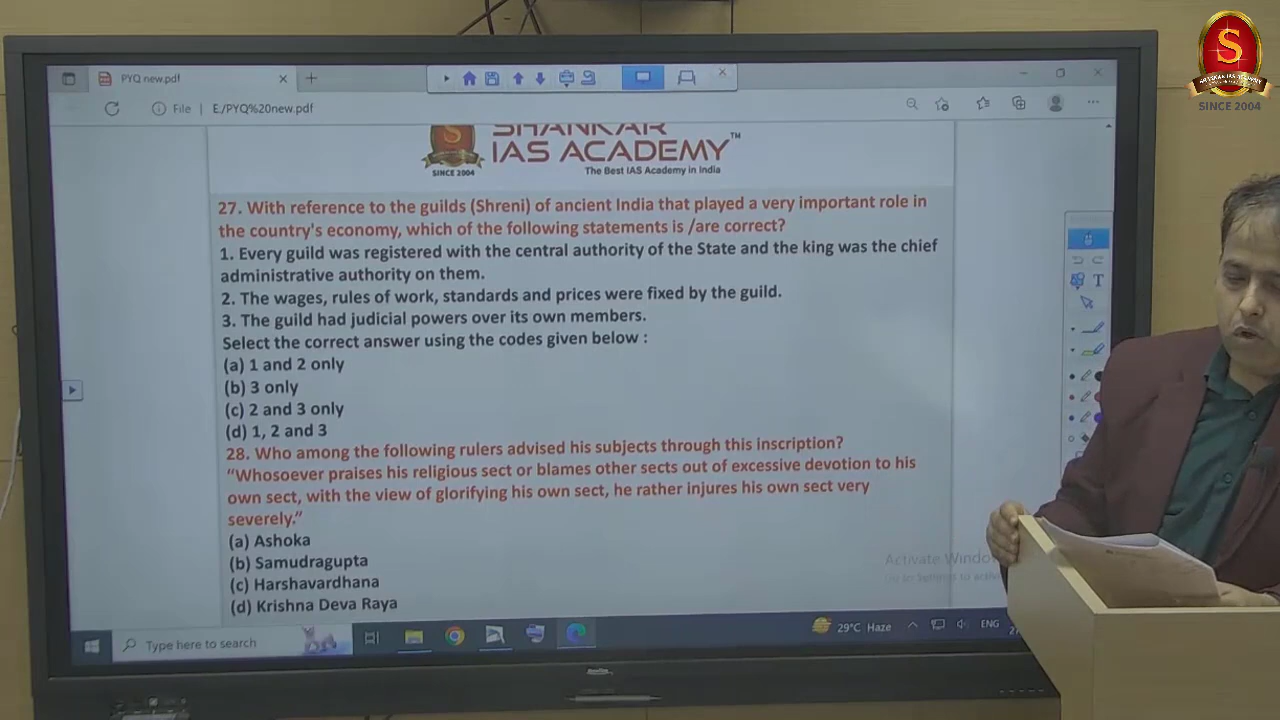 PYQ new.pdf
File | E:/PYQ%20new.pdf
SHANKAR
IAS ACADEMY
TM
SINCE 2004
The Best IAS Academy in India
27. With reference to the guilds (Shreni) of ancient India that played a very important role in
the country's economy, which of the following statements is /are correct?
1. Every guild was registered with the central authority of the State and the king was the chief
administrative authority on them.
2. The wages, rules of work, standards and prices were fixed by the guild.
3. The guild had judicial powers over its own members.
Select the correct answer using the codes given below :
(a) 1 and 2 only
(b) 3 only
(c) 2 and 3 only
(d) 1, 2 and 3
28. Who among the following rulers advised his subjects through this inscription?
“Whosoever praises his religious sect or blames other sects out of excessive devotion to his
own sect, with the view of glorifying his own sect, he rather injures his own sect very
severely.”
(a) Ashoka
(b) Samudragupta
(c) Harshavardhana
(d) Krishna Deva Raya
Activate Windo
Type here to search
29°C Haze
ENG
S
SINCE 2004